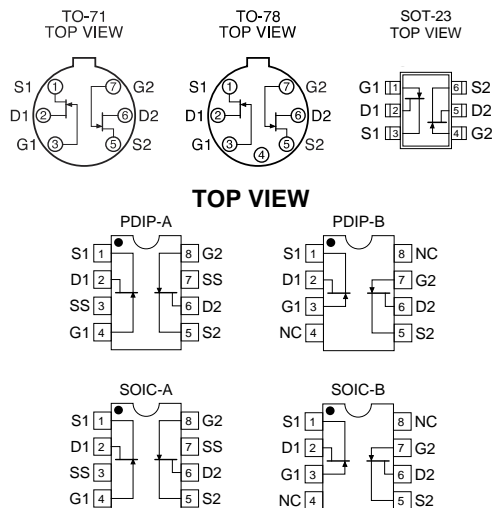 TO-71
TOP VIEW
TO-78
TOP VIEW
SOT-23
TOP VIEW
S1 1 7 G2
D1 2 6 D2
G1 3 5 S2
S1 1 7 G2
D1 2 6 D2
G1 3 5 S2
4
G1 1 6 S2
D1 2 5 D2
S1 3 4 G2
TOP VIEW
PDIP-A
S1 1 8 G2
D1 2 7 SS
SS 3 6 D2
G1 4 5 S2
PDIP-B
S1 1 8 NC
D1 2 7 G2
G1 3 6 D2
NC 4 5 S2
SOIC-A
S1 1 8 G2
D1 2 7 SS
SS 3 6 D2
G1 4 5 S2
SOIC-B
S1 1 8 NC
D1 2 7 G2
G1 3 6 D2
NC 4 5 S2